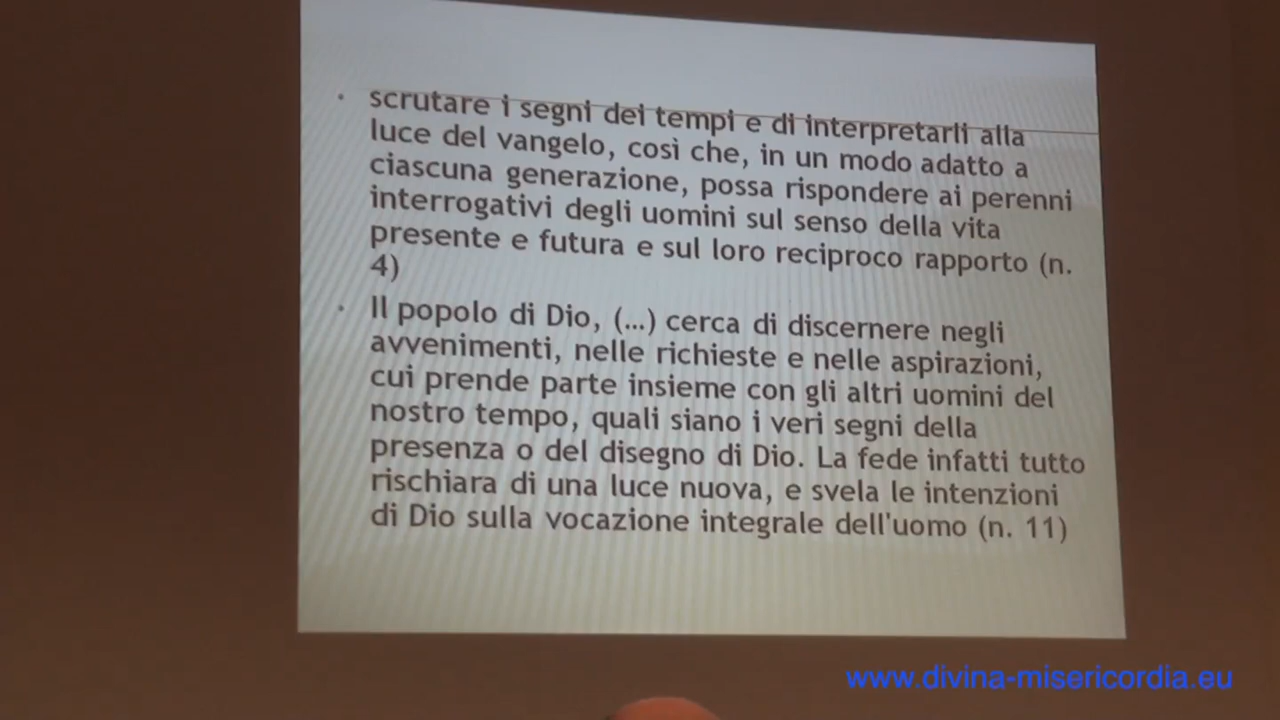 • scrutare i segni dei tempi e di interpretarli alla
luce del vangelo, così che, in un modo adatto a
ciascuna generazione, possa rispondere ai perenni
interrogativi degli uomini sul senso della vita
presente e futura e sul loro reciproco rapporto (n.
4)
• Il popolo di Dio, (...) cerca di discernere negli
avvenimenti, nelle richieste e nelle aspirazioni,
cui prende parte insieme con gli altri uomini del
nostro tempo, quali siano i veri segni della
presenza o del disegno di Dio. La fede infatti tutto
rischiara di una luce nuova, e svela le intenzioni
di Dio sulla vocazione integrale dell'uomo (n. 11)
www.divina-misericordia.eu